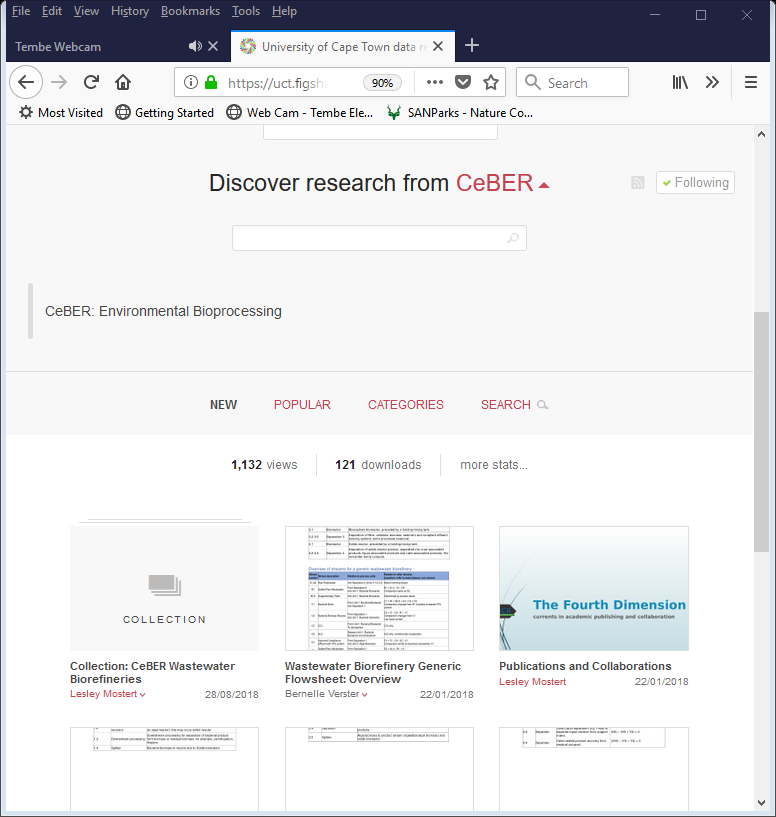 File Edit View History Bookmarks Tools Help
Tembe Webcam
University of Cape Town data re
https://uct.figsha
90%
Search
Most Visited Getting Started Web Cam - Tembe Ele... SANParks - Nature Co...
Discover research from CeBER
Following
CeBER: Environmental Bioprocessing
NEW POPULAR CATEGORIES SEARCH
1,132 views 121 downloads more stats...
COLLECTION
Overview of streams for a generic wastewater biorefinery
The Fourth Dimension
currents in academic publishing and collaboration
Collection: CeBER Wastewater
Biorefineries
Lesley Mostert 28/08/2018
Wastewater Biorefinery Generic
Flowsheet: Overview
Bernelle Verster 22/01/2018
Publications and Collaborations
Lesley Mostert 22/01/2018